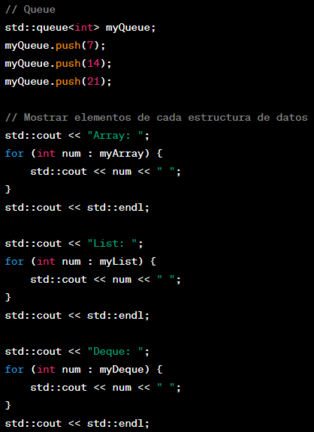 // Queue
std::queue<int> myQueue;
myQueue.push(7);
myQueue.push(14);
myQueue.push(21);

// Mostrar elementos de cada estructura de datos
std::cout << "Array: ";
for (int num : myArray) {
    std::cout << num << " ";
}
std::cout << std::endl;

std::cout << "List: ";
for (int num : myList) {
    std::cout << num << " ";
}
std::cout << std::endl;

std::cout << "Deque: ";
for (int num : myDeque) {
    std::cout << num << " ";
}
std::cout << std::endl;